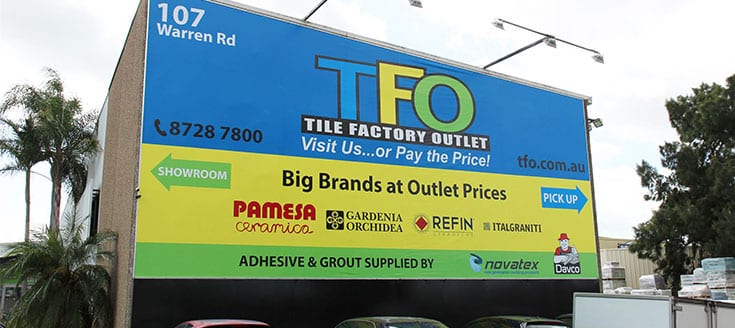 107
Warren Rd
TFO
TILE FACTORY OUTLET
Visit Us...or Pay the Price!
8728 7800
tfo.com.au
SHOWROOM
Big Brands at Outlet Prices
PICK UP
PAMESA
ceramica
GARDENIA
ORCHIDEA
REFIN
ITALGRANITI
ADHESIVE & GROUT SUPPLIED BY
novatex
Davco